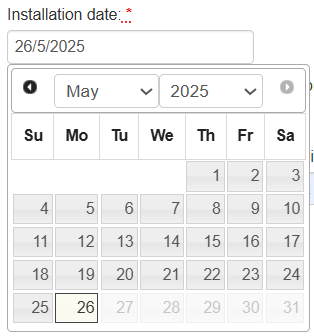 Installation date: *
26/5/2025
May 2025
Su Mo Tu We Th Fr Sa
1 2 3
4 5 6 7 8 9 10
11 12 13 14 15 16 17
18 19 20 21 22 23 24
25 26 27 28 29 30 31